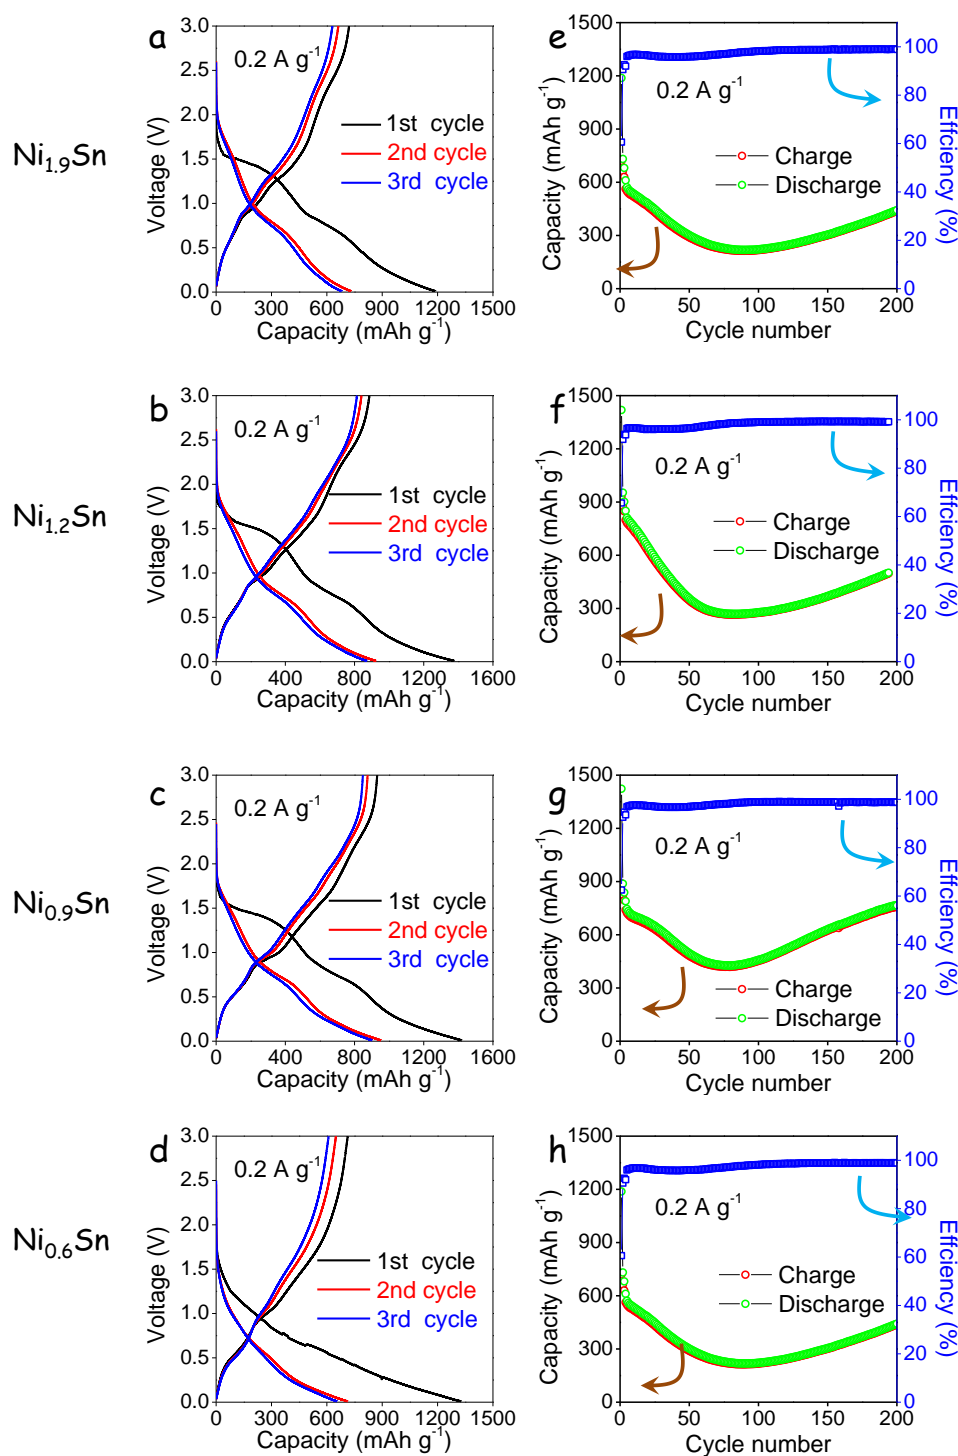 Ni1.9Sn
a
0.2 A g-1
1st cycle
2nd cycle
3rd cycle
Voltage (V)
3.0
2.5
2.0
1.5
1.0
0.5
0.0
0 300 600 900 1200 1500
Capacity (mAh g-1)
e
0.2 A g-1
Charge
Discharge
Capacity (mAh g-1)
1500
1200
900
600
300
0
Effciency (%)
100
80
60
40
20
0
0 50 100 150 200
Cycle number
Ni1.2Sn
b
0.2 A g-1
1st cycle
2nd cycle
3rd cycle
Voltage (V)
3.0
2.5
2.0
1.5
1.0
0.5
0.0
0 400 800 1200 1600
Capacity (mAh g-1)
f
0.2 A g-1
Charge
Discharge
Capacity (mAh g-1)
1500
1200
900
600
300
0
Effciency (%)
100
80
60
40
20
0
0 50 100 150 200
Cycle number
Ni0.9Sn
c
0.2 A g-1
1st cycle
2nd cycle
3rd cycle
Voltage (V)
3.0
2.5
2.0
1.5
1.0
0.5
0.0
0 400 800 1200 1600
Capacity (mAh g-1)
g
0.2 A g-1
Charge
Discharge
Capacity (mAh g-1)
1500
1200
900
600
300
0
Effciency (%)
100
80
60
40
20
0
0 50 100 150 200
Cycle number
Ni0.6Sn
d
0.2 A g-1
1st cycle
2nd cycle
3rd cycle
Voltage (V)
3.0
2.5
2.0
1.5
1.0
0.5
0.0
0 300 600 900 1200 1500
Capacity (mAh g-1)
h
0.2 A g-1
Charge
Discharge
Capacity (mAh g-1)
1500
1200
900
600
300
0
Effciency (%)
100
80
60
40
20
0
0 50 100 150 200
Cycle number